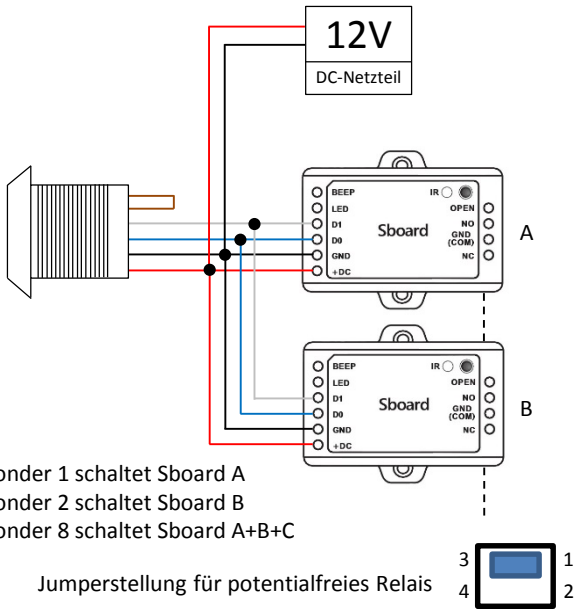 12V
DC-Netzteil
BEEP
LED
D1
D0
GND
+DC
IR
OPEN
NO
GND
(COM)
NC
Sboard
A
BEEP
LED
D1
D0
GND
+DC
IR
OPEN
NO
GND
(COM)
NC
Sboard
B
onder 1 schaltet Sboard A
onder 2 schaltet Sboard B
onder 8 schaltet Sboard A+B+C
Jumperstellung für potentialfreies Relais
3 1
4 2